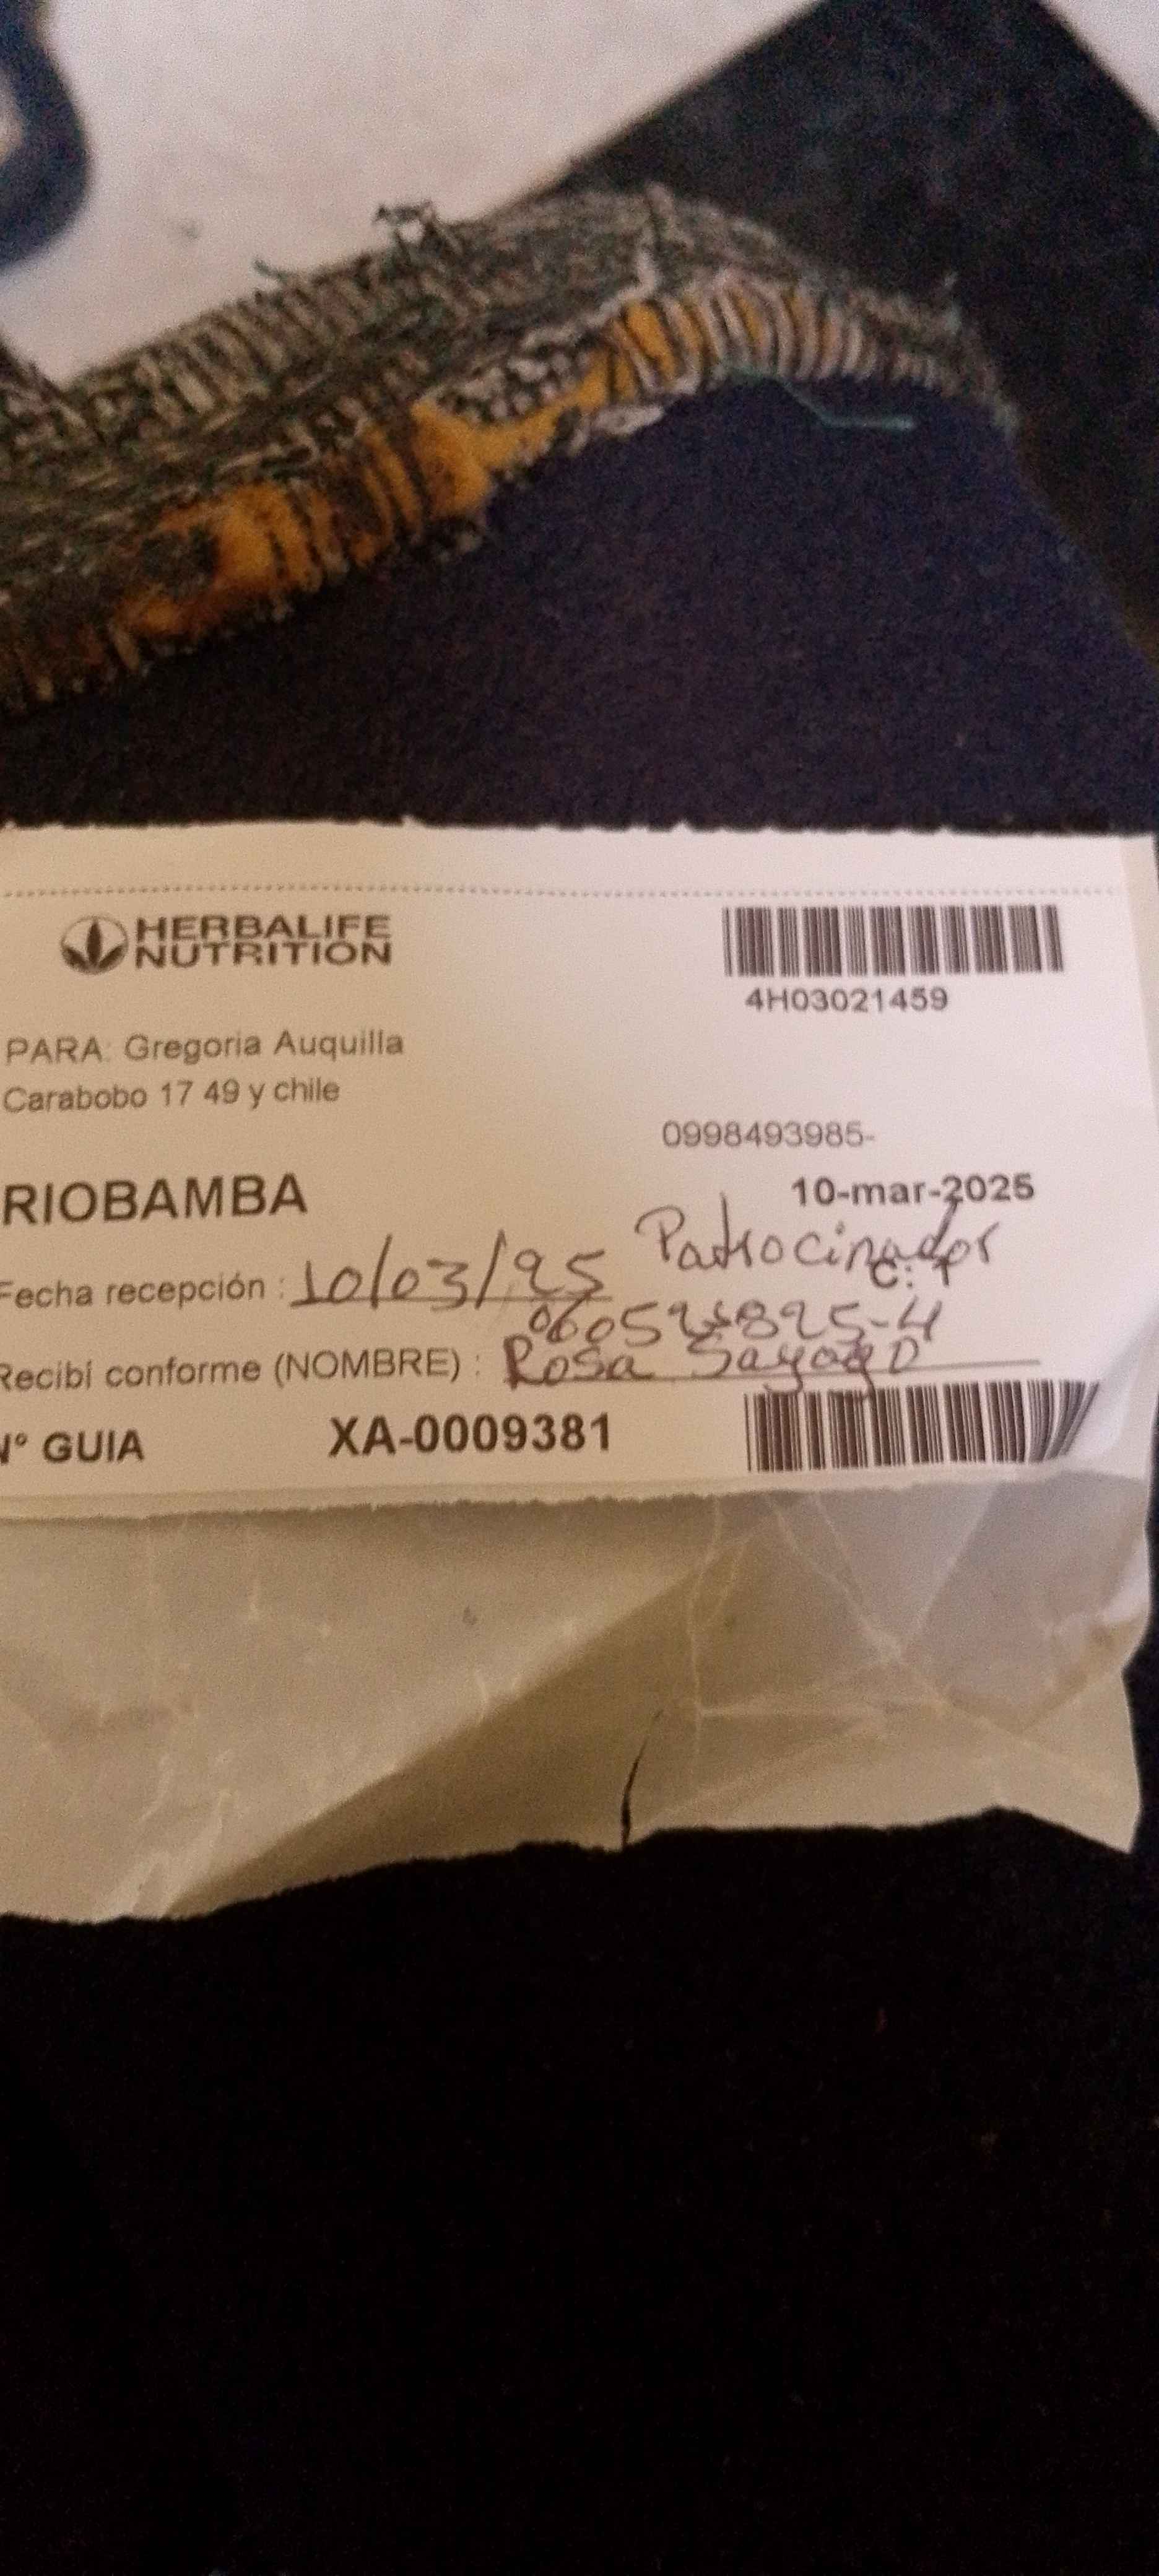 HERBALIFE
NUTRITION
4H03021459
PARA: Gregoria Auquilla
Carabobo 17 49 y chile
0998493985-
RIOBAMBA
10-mar-2025
Patrocinador
C: 1
Fecha recepción : 10/03/25
Recibí conforme (NOMBRE) : Rosa
N° GUIA XA-0009381